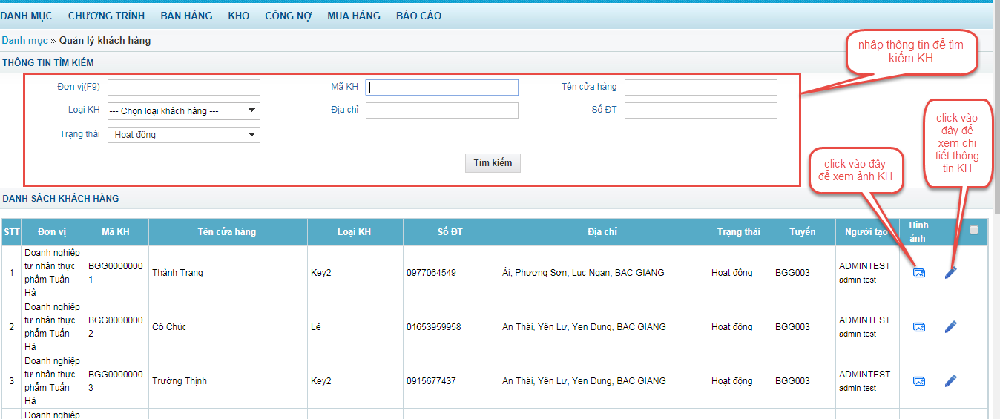 DANH MỤC CHƯƠNG TRÌNH BÁN HÀNG KHO CÔNG NỢ MUA HÀNG BÁO CÁO
Danh mục » Quản lý khách hàng
THÔNG TIN TÌM KIẾM
nhập thông tin để tìm
kiếm KH
Đơn vị(F9) Mã KH Tên cửa hàng
Loại KH --- Chọn loại khách hàng --- Địa chỉ Số ĐT
Trạng thái Hoạt động
Tìm kiếm
click vào
đây để
xem chi
tiết thông
tin KH
click vào đây
để xem ảnh KH
DANH SÁCH KHÁCH HÀNG
STT Đơn vị Mã KH Tên cửa hàng Loại KH Số ĐT Địa chỉ Trạng thái Tuyến Người tạo Hình
ảnh
Doanh nghiệp
tư nhân thực
phẩm Tuấn
Hà
1 BGG0000000
1
Thành Trang Key2 0977064549 Ái, Phượng Sơn, Luc Ngan, BAC GIANG Hoạt động BGG003 ADMINTEST
admin test
Doanh nghiệp
tư nhân thực
phẩm Tuấn
Hà
2 BGG0000000
2
Cô Chúc Lẻ 01653959958 An Thái, Yên Lư, Yen Dung, BAC GIANG Hoạt động BGG003 ADMINTEST
admin test
Doanh nghiệp
tư nhân thực
phẩm Tuấn
Hà
3 BGG0000000
3
Trường Thịnh Key2 0915677437 An Thái, Yên Lư, Yen Dung, BAC GIANG Hoạt động BGG003 ADMINTEST
admin test
Doanh nghiệp